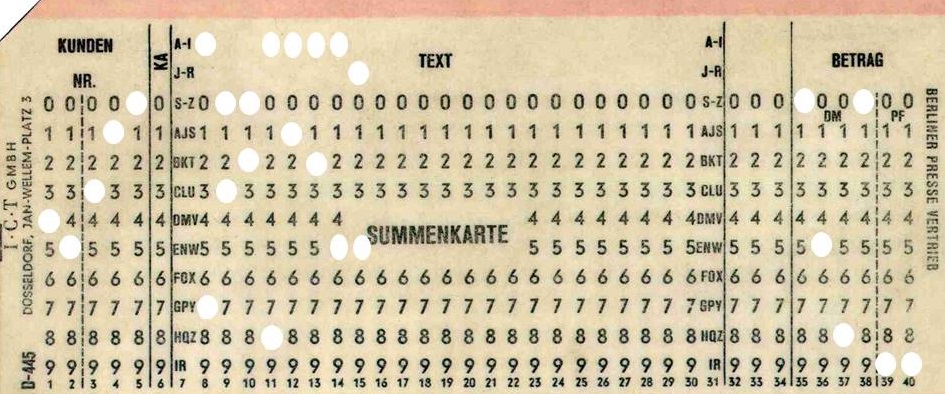 KUNDEN NR. KA
A-I TEXT A-I BETRAG
J-R J-R
0 0 0 0 0 S-Z 0 0 0 0 0 0 0 0 0 0 0 0 0 0 0 0 0 0 0 0 0 S-Z 0 0 0 0 0 0 0
DM PF
1 1 1 1 1 AJS 1 1 1 1 1 1 1 1 1 1 1 1 1 1 1 1 1 1 1 1 1 1 AJS 1 1 1 1 1 1 1 1 1
2 2 2 2 2 2 BKT 2 2 2 2 2 2 2 2 2 2 2 2 2 2 2 2 2 2 2 2 2 BKT 2 2 2 2 2 2 2 2 2
3 3 3 3 3 CLU 3 3 3 3 3 3 3 3 3 3 3 3 3 3 3 3 3 3 3 3 3 3 CLU 3 3 3 3 3 3 3 3 3
4 4 4 4 4 DMV 4 4 4 4 4 4 4 4 4 4 4 4 4 4 4 DMV 4 4 4 4 4 4 4 4 4
SUMMENKARTE
5 5 5 5 5 ENW 5 5 5 5 5 5 5 5 5 5 5 5 5 5 ENW 5 5 5 5 5 5 5 5
6 6 6 6 6 6 FOX 6 6 6 6 6 6 6 6 6 6 6 6 6 6 6 6 6 6 6 6 6 6 6 FOX 6 6 6 6 6 6 6 6 6
7 7 7 7 7 7 GPY 7 7 7 7 7 7 7 7 7 7 7 7 7 7 7 7 7 7 7 7 7 7 GPY 7 7 7 7 7 7 7 7 7
8 8 8 8 8 8 HQZ 8 8 8 8 8 8 8 8 8 8 8 8 8 8 8 8 8 8 8 8 8 8 HQZ 8 8 8 8 8 8 8 8
9 9 9 9 9 9 IR 9 9 9 9 9 9 9 9 9 9 9 9 9 9 9 9 9 9 9 9 9 9 9 IR 9 9 9 9 9 9 9
1 2 3 4 5 6 7 8 9 10 11 12 13 14 15 16 17 18 19 20 21 22 23 24 25 26 27 28 29 30 31 32 33 34 35 36 37 38 39 40
I·C·T GMBH
DÜSSELDORF, JAN-WELLEM-PLATZ 3
D-445
BERLINER PRESSE VERTRIEB